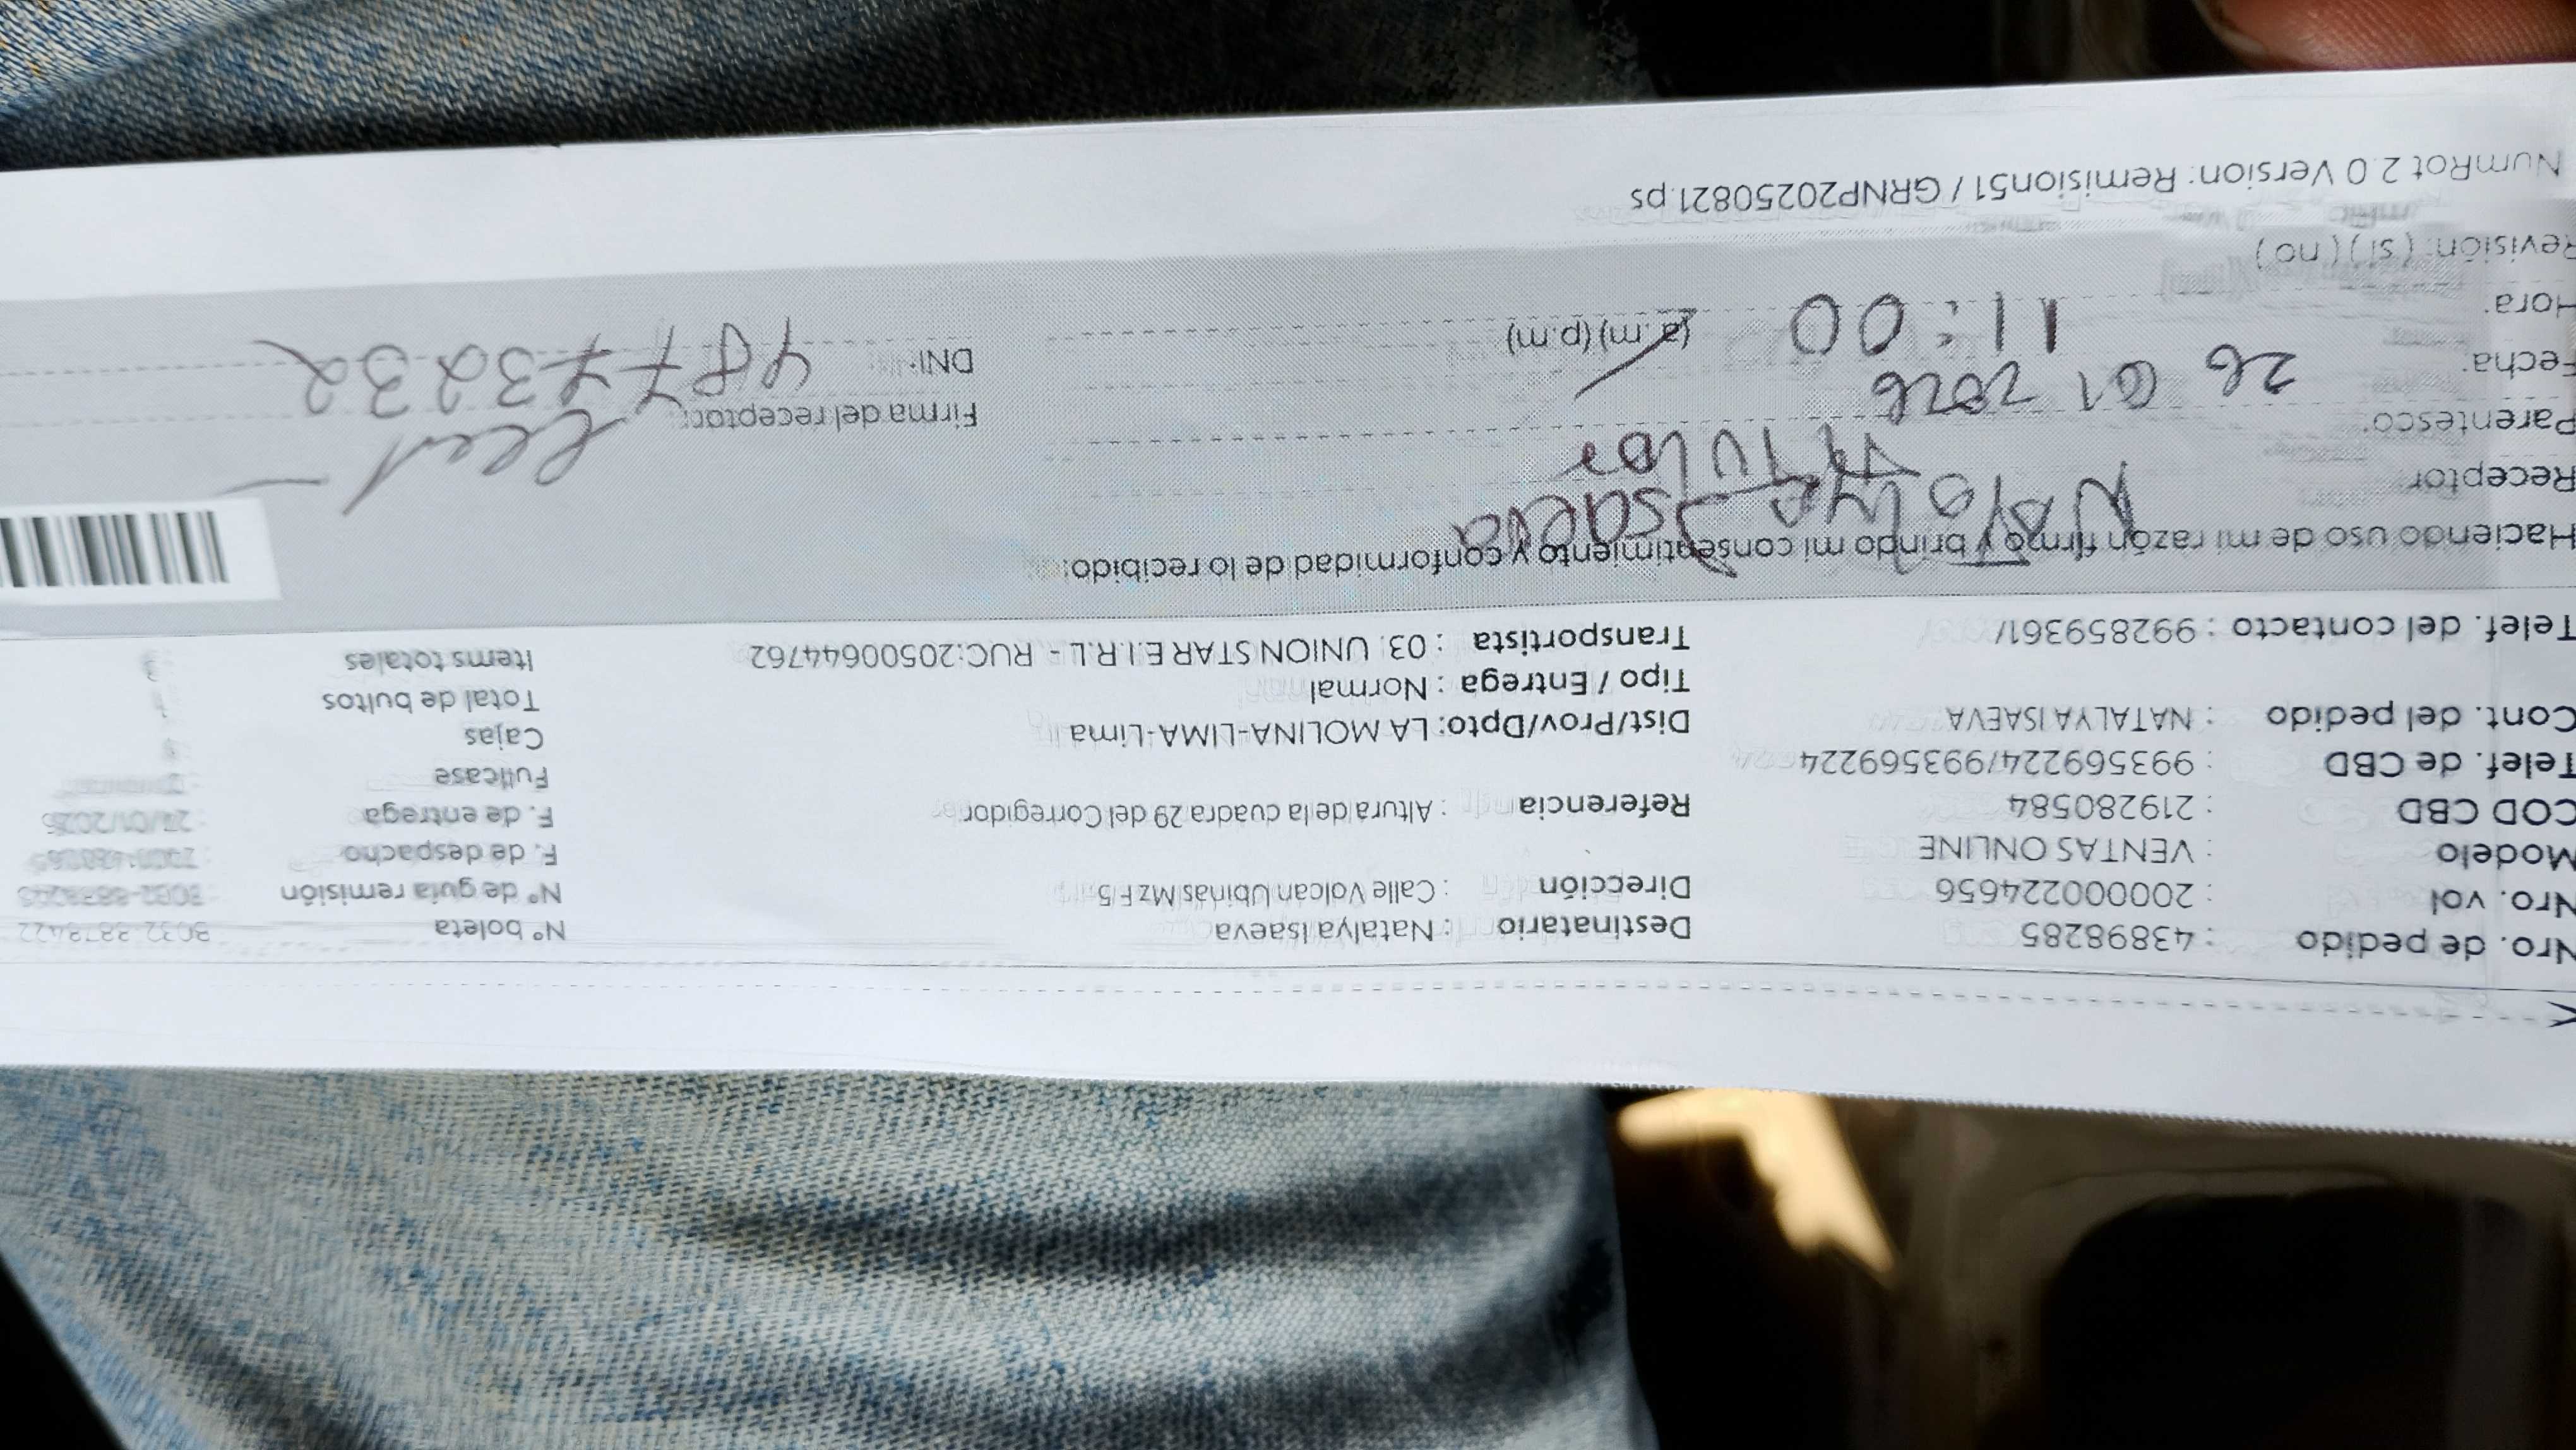 Nro. de pedido : 43898285 Destinatario : Natalya Isaeva Nº boleta
Nro. vol : 200000224656 Dirección : Calle Volcan Ubinas Mz F 5 Nº de guía remisión
Modelo : VENTAS ONLINE F. de despacho
COD CBD : 219280584 Referencia : Altura de la cuadra 29 del Corregidor F. de entrega
Telef. de CBD : 993569224/993569224 Fullcase
Cont. del pedido : NATALYA ISAEVA Dist/Prov/Dpto: LA MOLINA-LIMA-Lima Cajas
Tipo / Entrega : Normal Total de bultos
Telef. del contacto : 992859361/ Transportista : 03. UNION STAR E.I.R.L - RUC:20500644762 Items totales
Haciendo uso de mi razón firmo y brindo mi consentimiento y conformidad de lo recibido:
Receptor: Natalya Isaeva
Parentesco: Titular Firma del receptor:
Fecha: 26 01 2026 DNI: 48773232
Hora: 11:00 (a.m) (p.m)
Revisión: (si) (no)
NumRot 2.0 Version: Remision51 / GRNP20250821.ps